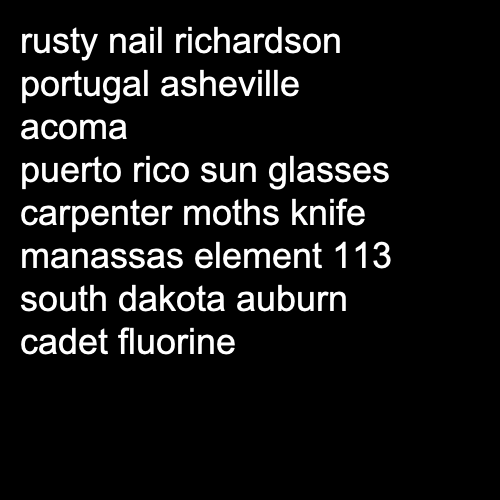 rusty nail richardson
portugal asheville
acoma
puerto rico sun glasses
carpenter moths knife
manassas element 113
south dakota auburn
cadet fluorine